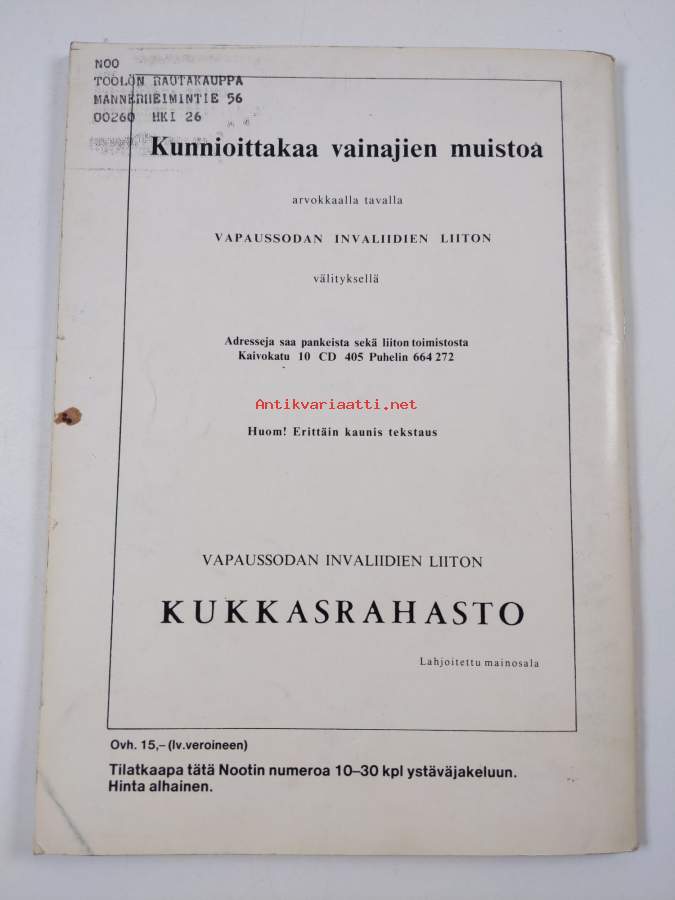 NOO
TOOLÖN RAUTAKAUPPA
MANNERHEIMINTIE 56
00260 HKI 26
Kunnioittakaa vainajien muistoa
arvokkaalla tavalla
VAPAUSSODAN INVALIIDIEN LIITON
välityksellä
Adresseja saa pankeista sekä liiton toimistosta
Kaivokatu 10 CD 405 Puhelin 664 272
Antikvariaatti.net
Huom! Erittäin kaunis tekstaus
VAPAUSSODAN INVALIIDIEN LIITON
KUKKASRAHASTO
Lahjoitettu mainosala
Ovh. 15,– (lv.veroineen)
Tilatkaapa tätä Nootin numeroa 10–30 kpl ystäväjakeluun.
Hinta alhainen.